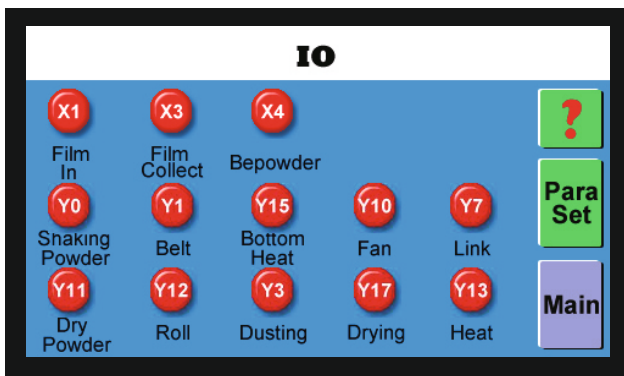 IO
X1 X3 X4 ?
Film In Film Collect Bepowder
Y0 Y1 Y15 Y10 Y7 Para Set
Shaking Powder Belt Bottom Heat Fan Link
Y11 Y12 Y3 Y17 Y13 Main
Dry Powder Roll Dusting Drying Heat